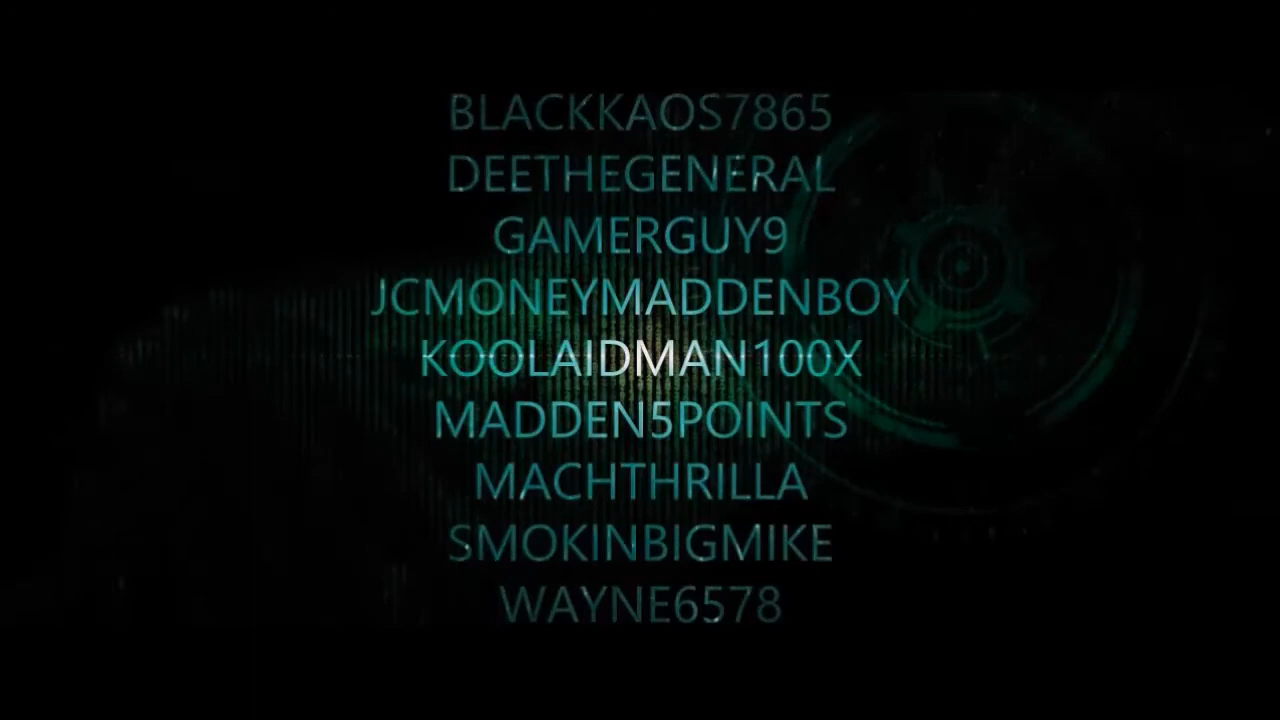 BLACKKAOS7865
DEETHEGENERAL
GAMERGUY9
JCMONEYMADDENBOY
KOOLAIDMAN100X
MADDEN5POINTS
MACHTHRILLA
SMOKINBIGMIKE
WAYNE6578